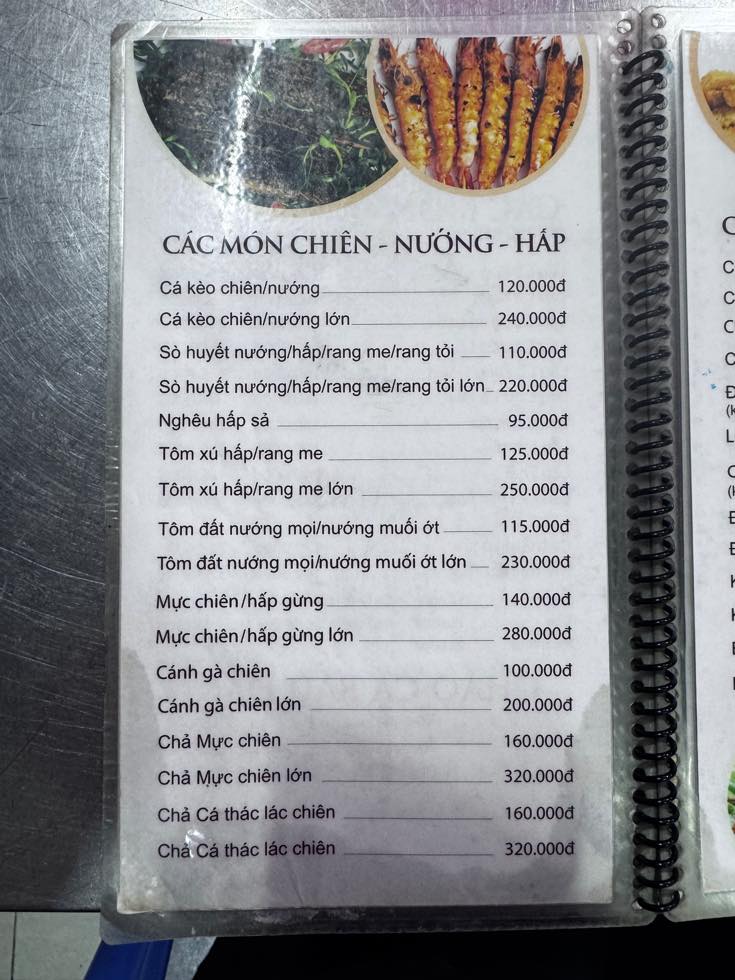 CÁC MÓN CHIÊN - NƯỚNG - HẤP
Cá kèo chiên/nướng 120.000đ
Cá kèo chiên/nướng lớn 240.000đ
Sò huyết nướng/hấp/rang me/rang tỏi 110.000đ
Sò huyết nướng/hấp/rang me/rang tỏi lớn 220.000đ
Nghêu hấp sả 95.000đ
Tôm xú hấp/rang me 125.000đ
Tôm xú hấp/rang me lớn 250.000đ
Tôm đất nướng mọi/nướng muối ớt 115.000đ
Tôm đất nướng mọi/nướng muối ớt lớn 230.000đ
Mực chiên/hấp gừng 140.000đ
Mực chiên/hấp gừng lớn 280.000đ
Cánh gà chiên 100.000đ
Cánh gà chiên lớn 200.000đ
Chả Mực chiên 160.000đ
Chả Mực chiên lớn 320.000đ
Chả Cá thác lác chiên 160.000đ
Chả Cá thác lác chiên 320.000đ